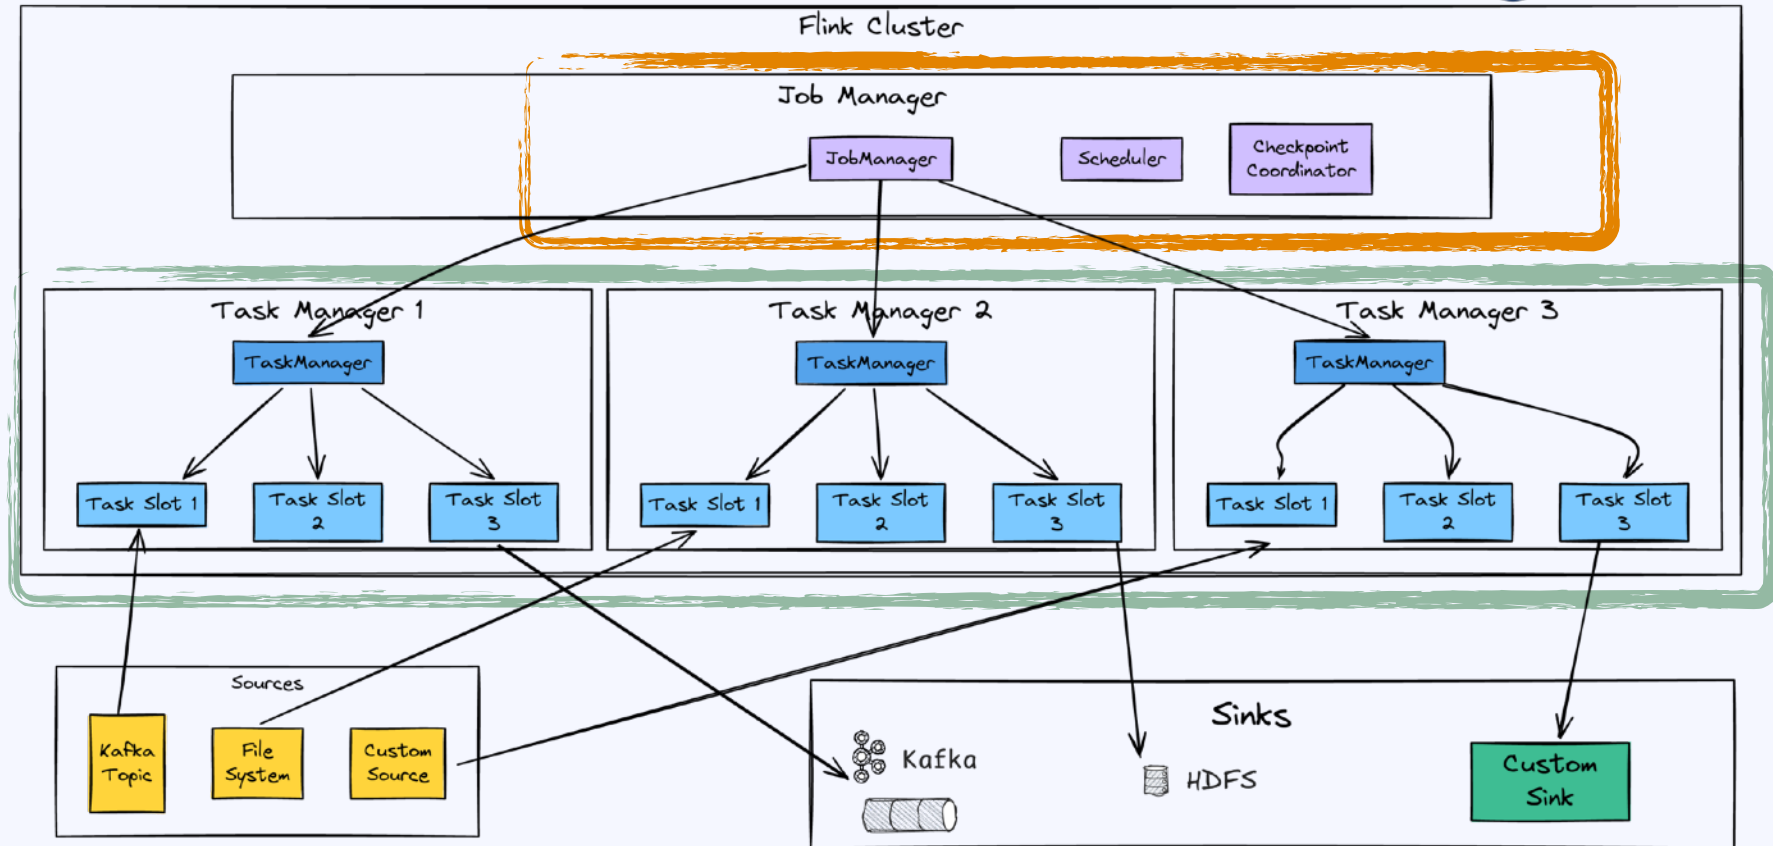 Flink Cluster
Job Manager
JobManager
Scheduler
Checkpoint
Coordinator
Task Manager 1
Task Manager 2
Task Manager 3
TaskManager
TaskManager
TaskManager
Task Slot 1
Task Slot
2
Task Slot
3
Task Slot 1
Task Slot
2
Task Slot
3
Task Slot 1
Task Slot
2
Task Slot
3
Sources
Kafka
Topic
File
System
Custom
Source
Sinks
Kafka
HDFS
Custom
Sink